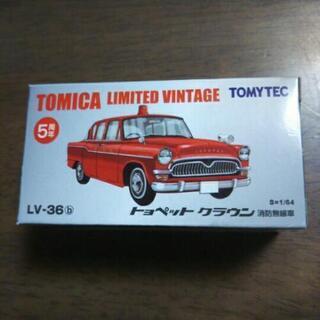 TOMICA LIMITED VINTAGE TOMYTEC
5周年
S=1/64
LV-36ⓑ トヨペット クラウン 消防無線車